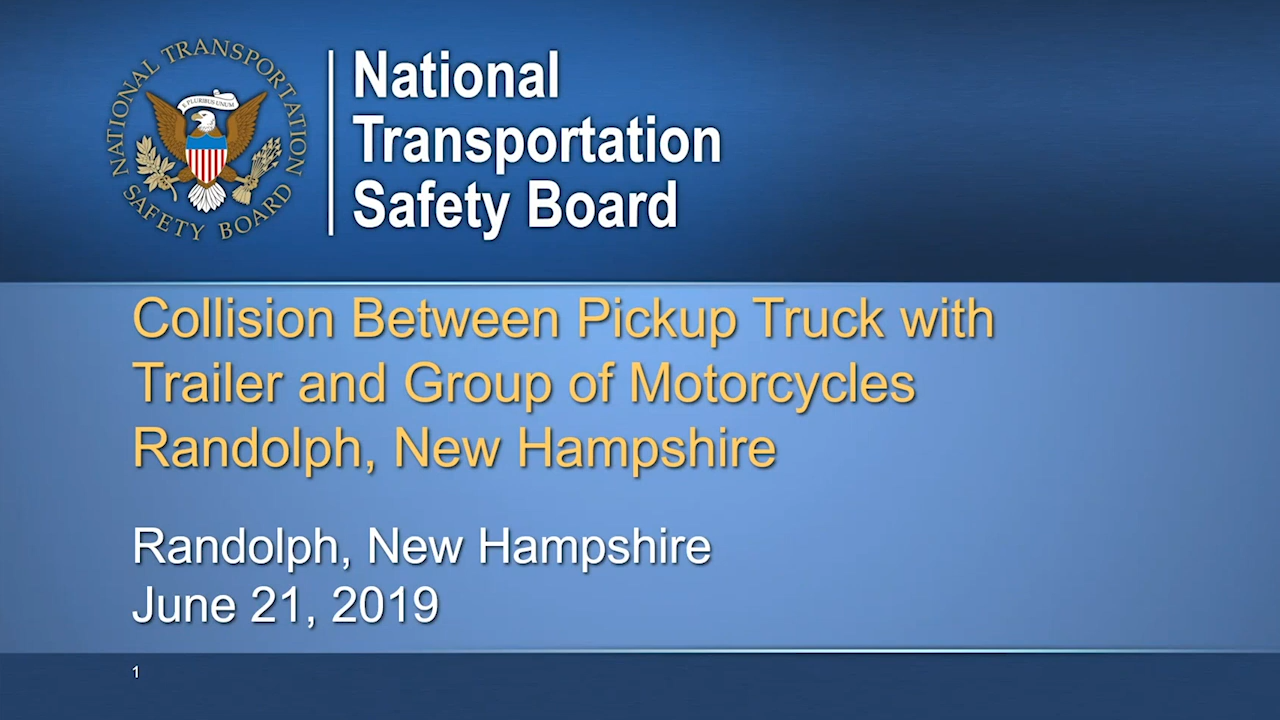 NATIONAL TRANSPORTATION SAFETY BOARD
E PLURIBUS UNUM
National
Transportation
Safety Board
Collision Between Pickup Truck with
Trailer and Group of Motorcycles
Randolph, New Hampshire
Randolph, New Hampshire
June 21, 2019
1